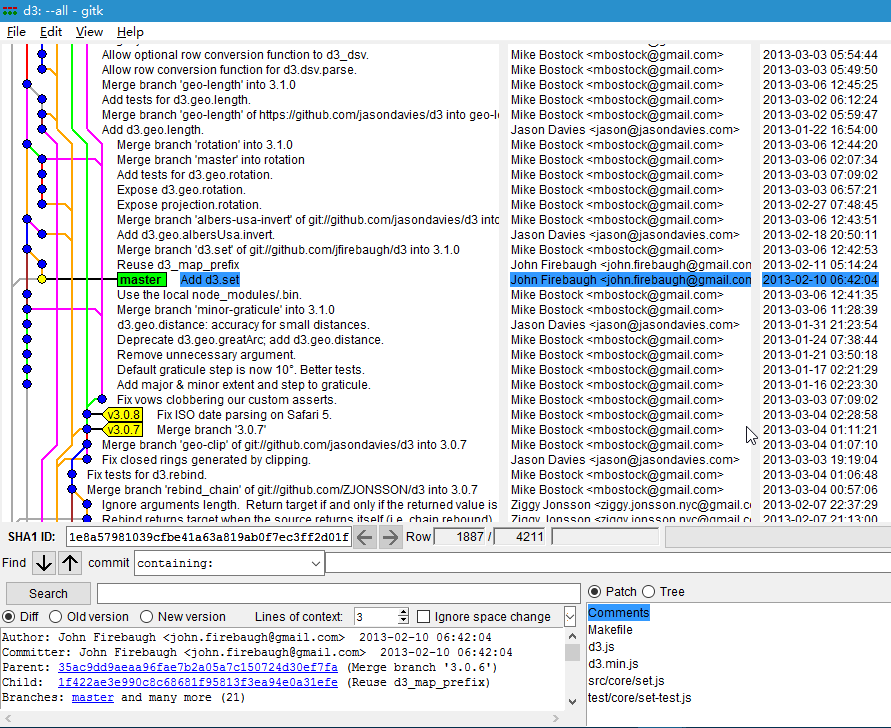 d3: --all - gitk
File Edit View Help
Allow optional row conversion function to d3_dsv. Mike Bostock <mbostock@gmail.com> 2013-03-03 05:54:44
Allow row conversion function for d3.dsv.parse. Mike Bostock <mbostock@gmail.com> 2013-03-03 05:49:50
Merge branch 'geo-length' into 3.1.0 Mike Bostock <mbostock@gmail.com> 2013-03-06 12:45:25
Add tests for d3.geo.length. Mike Bostock <mbostock@gmail.com> 2013-03-02 06:12:24
Merge branch 'geo-length' of https://github.com/jasondavies/d3 into geo-l Mike Bostock <mbostock@gmail.com> 2013-03-02 05:59:47
Add d3.geo.length. Jason Davies <jason@jasondavies.com> 2013-01-22 16:54:00
Merge branch 'rotation' into 3.1.0 Mike Bostock <mbostock@gmail.com> 2013-03-06 12:44:20
Merge branch 'master' into rotation Mike Bostock <mbostock@gmail.com> 2013-03-06 02:07:34
Add tests for d3.geo.rotation. Mike Bostock <mbostock@gmail.com> 2013-03-03 07:09:02
Expose d3.geo.rotation. Mike Bostock <mbostock@gmail.com> 2013-03-03 06:57:21
Expose projection.rotation. Mike Bostock <mbostock@gmail.com> 2013-02-27 07:48:45
Merge branch 'albers-usa-invert' of git://github.com/jasondavies/d3 intc Mike Bostock <mbostock@gmail.com> 2013-03-06 12:43:51
Add d3.geo.albersUsa.invert. Jason Davies <jason@jasondavies.com> 2013-02-18 20:50:11
Merge branch 'd3.set' of git://github.com/jfirebaugh/d3 into 3.1.0 Mike Bostock <mbostock@gmail.com> 2013-03-06 12:42:53
Reuse d3_map_prefix John Firebaugh <john.firebaugh@gmail.con 2013-02-11 05:14:24
master Add d3.set John Firebaugh <john.firebaugh@gmail.con 2013-02-10 06:42:04
Use the local node_modules/.bin. Mike Bostock <mbostock@gmail.com> 2013-03-06 12:41:35
Merge branch 'minor-graticule' into 3.1.0 Mike Bostock <mbostock@gmail.com> 2013-03-06 11:28:39
d3.geo.distance: accuracy for small distances. Jason Davies <jason@jasondavies.com> 2013-01-31 21:23:54
Deprecate d3.geo.greatArc; add d3.geo.distance. Mike Bostock <mbostock@gmail.com> 2013-01-24 07:38:44
Remove unnecessary argument. Mike Bostock <mbostock@gmail.com> 2013-01-21 03:50:18
Default graticule step is now 10°. Better tests. Mike Bostock <mbostock@gmail.com> 2013-01-17 02:21:29
Add major & minor extent and step to graticule. Mike Bostock <mbostock@gmail.com> 2013-01-16 02:23:30
Fix vows clobbering our custom asserts. Mike Bostock <mbostock@gmail.com> 2013-03-03 07:09:02
v3.0.8 Fix ISO date parsing on Safari 5. Mike Bostock <mbostock@gmail.com> 2013-03-04 02:28:58
v3.0.7 Merge branch '3.0.7' Mike Bostock <mbostock@gmail.com> 2013-03-04 01:11:21
Merge branch 'geo-clip' of git://github.com/jasondavies/d3 into 3.0.7 Mike Bostock <mbostock@gmail.com> 2013-03-04 01:07:10
Fix closed rings generated by clipping. Jason Davies <jason@jasondavies.com> 2013-03-03 19:19:04
Fix tests for d3.rebind. Mike Bostock <mbostock@gmail.com> 2013-03-04 01:06:48
Merge branch 'rebind_chain' of git://github.com/ZJONSSON/d3 into 3.0.7 Mike Bostock <mbostock@gmail.com> 2013-03-04 00:57:06
Ignore arguments length. Return target if and only if the returned value is Ziggy Jonsson <ziggy.jonsson.nyc@gmail.cc 2013-02-07 22:37:29
Rebind returns target when the source returns itself (i.e. chain rebound) Ziggy Jonsson <ziggy.jonsson.nyc@gmail.cc 2013-02-07 21:13:00
SHA1 ID: 1e8a57981039cfbe41a63a819ab0f7ec3ff2d01f Row 1887 / 4211
Find commit containing:
Search
Diff Old version New version Lines of context: 3 Ignore space change
Author: John Firebaugh <john.firebaugh@gmail.com> 2013-02-10 06:42:04
Committer: John Firebaugh <john.firebaugh@gmail.com> 2013-02-10 06:42:04
Parent: 35ac9dd9aeaa96fae7b2a05a7c150724d30ef7fa (Merge branch '3.0.6')
Child: 1f422ae3e990c8c68681f95813f3ea94e0a31efe (Reuse d3_map_prefix)
Branches: master and many more (21)
Patch Tree
Comments
Makefile
d3.js
d3.min.js
src/core/set.js
test/core/set-test.js